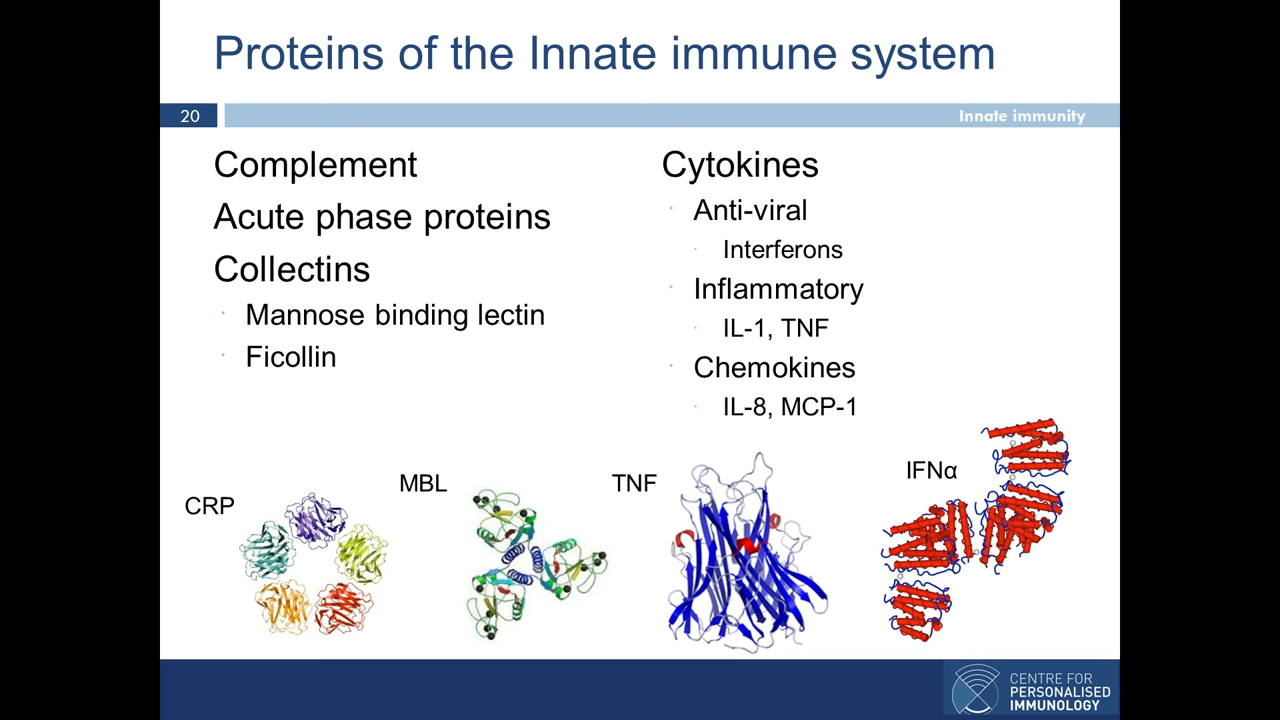 Proteins of the Innate immune system
20
Innate immunity
Complement
Acute phase proteins
Collectins
Mannose binding lectin
Ficollin
Cytokines
Anti-viral
Interferons
Inflammatory
IL-1, TNF
Chemokines
IL-8, MCP-1
CRP
MBL
TNF
IFNα
CENTRE FOR
PERSONALISED
IMMUNOLOGY